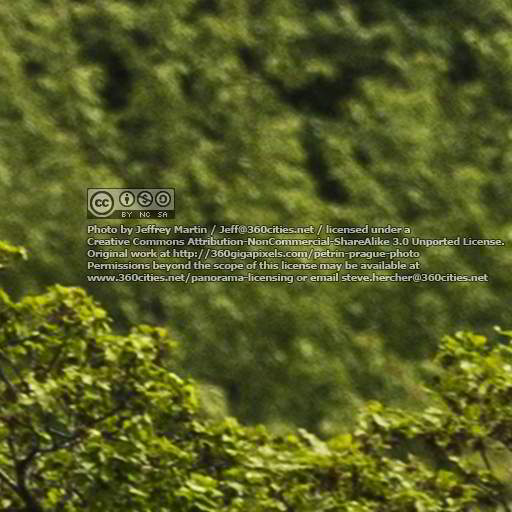 cc
BY NC SA
Photo by Jeffrey Martin / Jeff@360cities.net / licensed under a
Creative Commons Attribution-NonCommercial-ShareAlike 3.0 Unported License.
Original work at http://360gigapixels.com/petrin-prague-photo
Permissions beyond the scope of this license may be available at
www.360cities.net/panorama-licensing or email steve.hercher@360cities.net